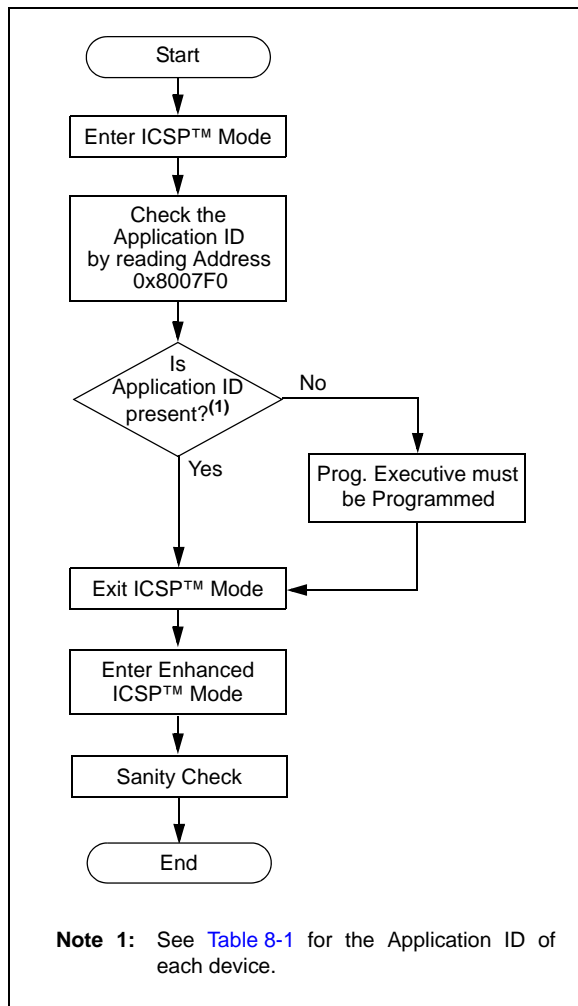 Start
Enter ICSP™ Mode
Check the
Application ID
by reading Address
0x8007F0
Is
Application ID
present?(1)
No
Yes
Prog. Executive must
be Programmed
Exit ICSP™ Mode
Enter Enhanced
ICSP™ Mode
Sanity Check
End
Note 1: See Table 8-1 for the Application ID of
each device.